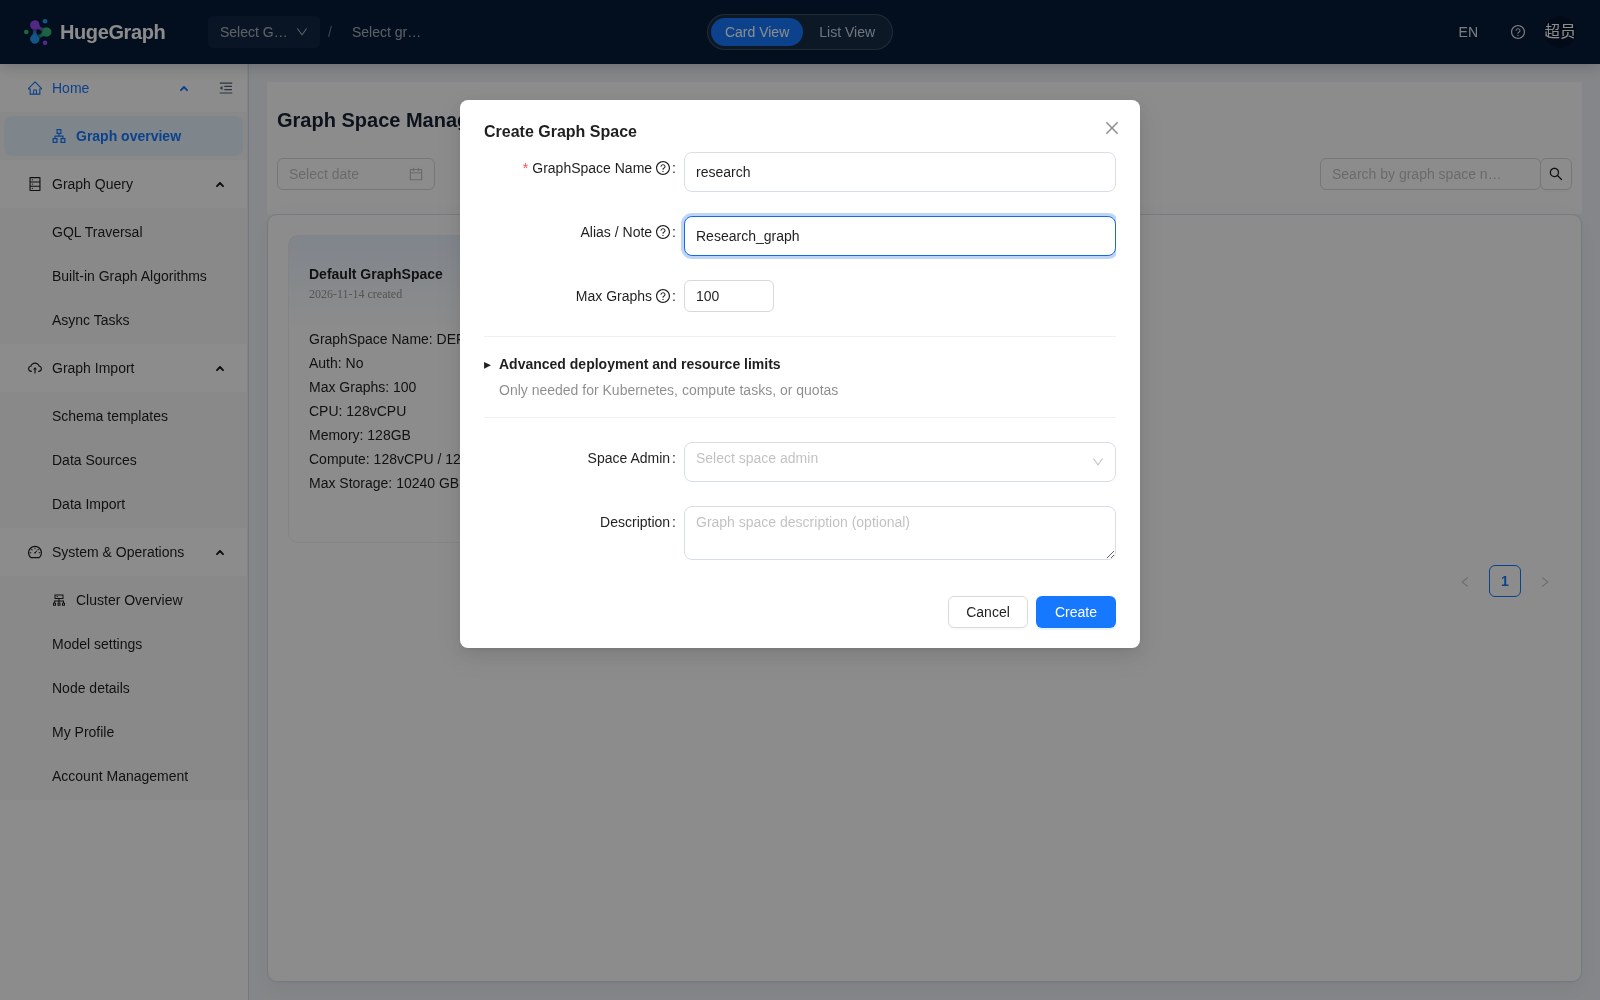 HugeGraph
Select G...
/
Select gr...
Card View
List View
EN
超员
Home
Graph overview
Graph Query
GQL Traversal
Built-in Graph Algorithms
Async Tasks
Graph Import
Schema templates
Data Sources
Data Import
System & Operations
Cluster Overview
Model settings
Node details
My Profile
Account Management
Graph Space Manag
Select date
Search by graph space n...
Default GraphSpace
2026-11-14 created
GraphSpace Name: DEF
Auth: No
Max Graphs: 100
CPU: 128vCPU
Memory: 128GB
Compute: 128vCPU / 12
Max Storage: 10240 GB
1
Create Graph Space
* GraphSpace Name : research
Alias / Note : Research_graph
Max Graphs : 100
Advanced deployment and resource limits
Only needed for Kubernetes, compute tasks, or quotas
Space Admin : Select space admin
Description : Graph space description (optional)
Cancel
Create